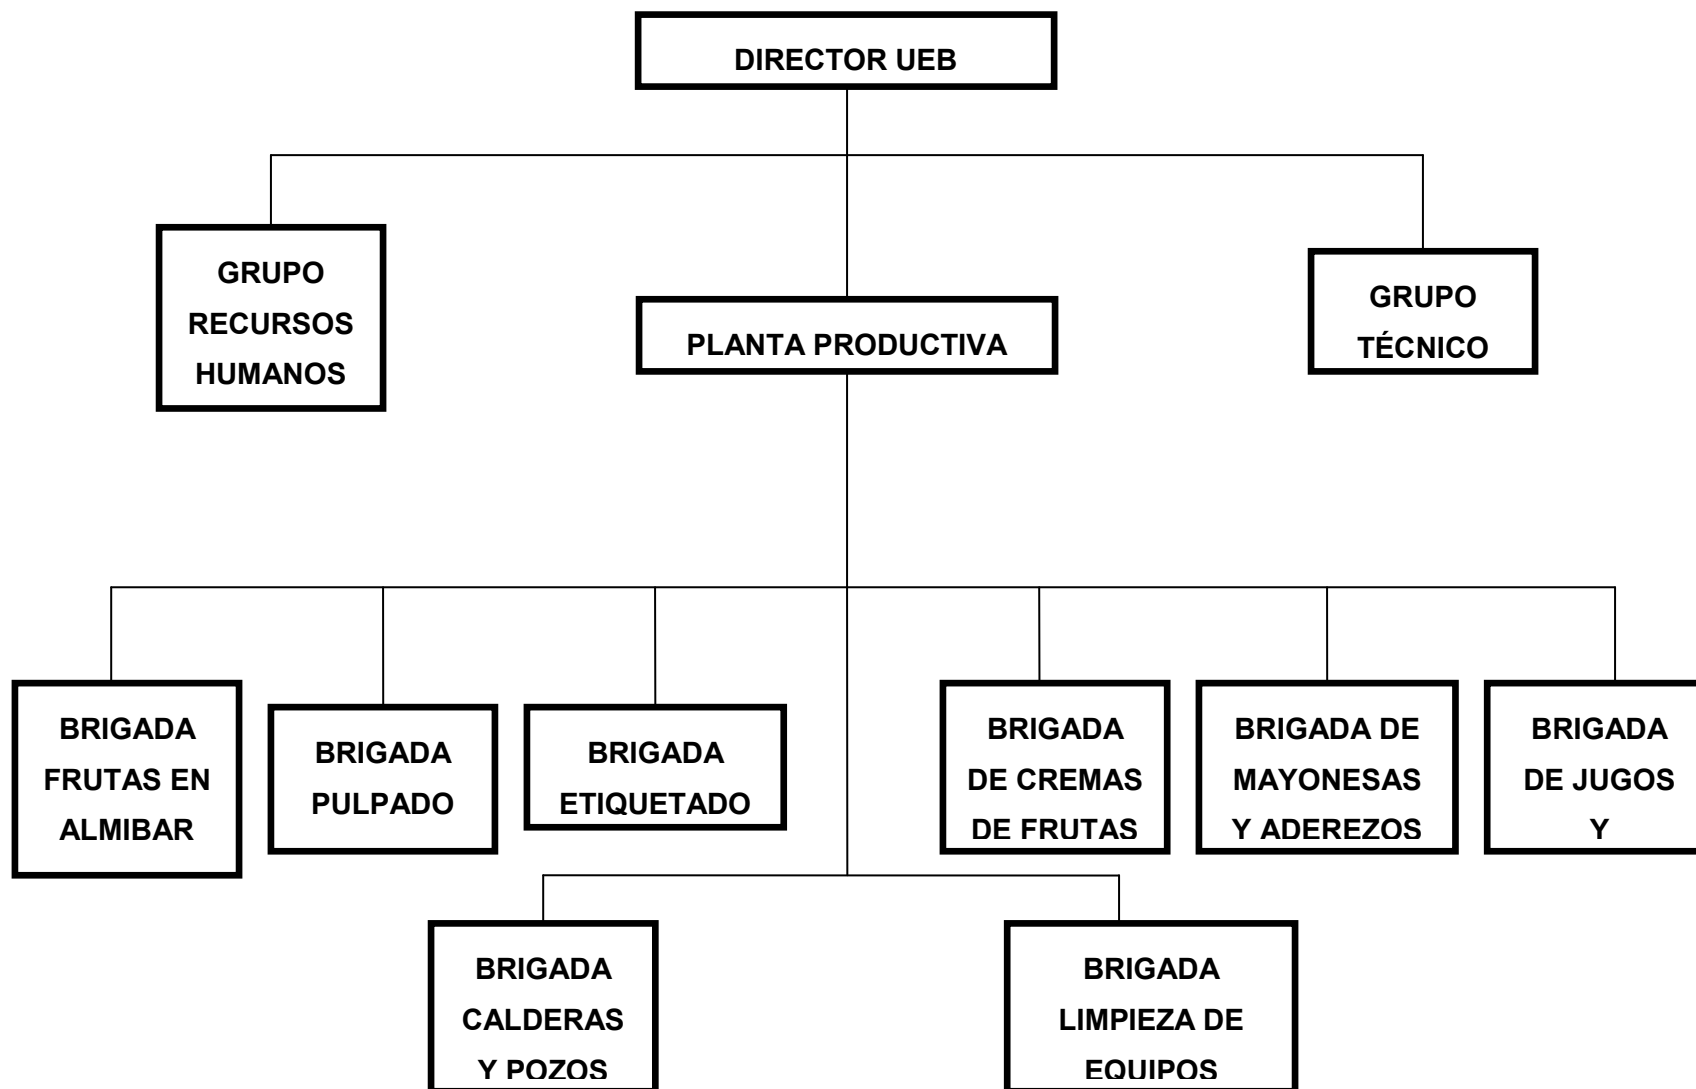 DIRECTOR UEB
GRUPO
RECURSOS
HUMANOS
PLANTA PRODUCTIVA
GRUPO
TÉCNICO
BRIGADA
FRUTAS EN
ALMIBAR
BRIGADA
PULPADO
BRIGADA
ETIQUETADO
BRIGADA
DE CREMAS
DE FRUTAS
BRIGADA DE
MAYONESAS
Y ADEREZOS
BRIGADA
DE JUGOS
Y
BRIGADA
CALDERAS
Y POZOS
BRIGADA
LIMPIEZA DE
EQUIPOS